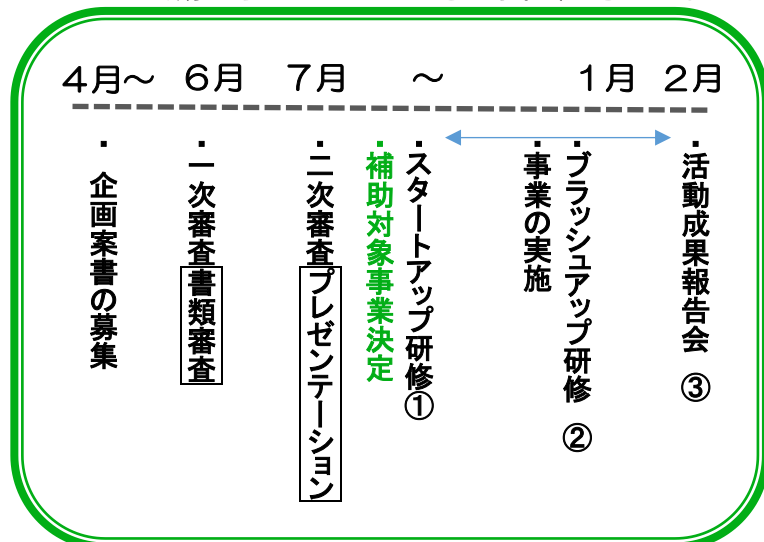 4月～ 6月 7月 ～ 1月 2月
・企画案書の募集
・一次審査書類審査
・二次審査プレゼンテーション
・補助対象事業決定
・スタートアップ研修①
・事業の実施
・ブラッシュアップ研修 ②
・活動成果報告会 ③